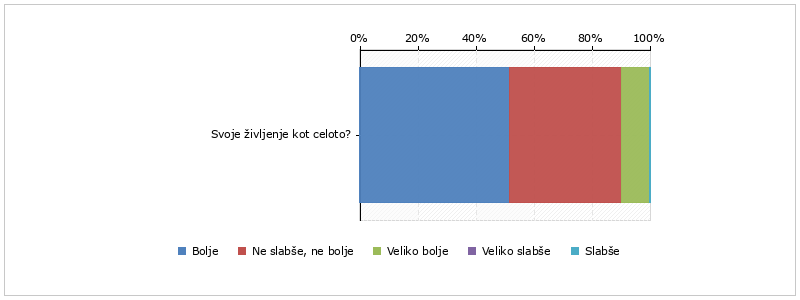 0% 20% 40% 60% 80% 100%
Svoje življenje kot celoto?
Bolje Ne slabše, ne bolje Veliko bolje Veliko slabše Slabše